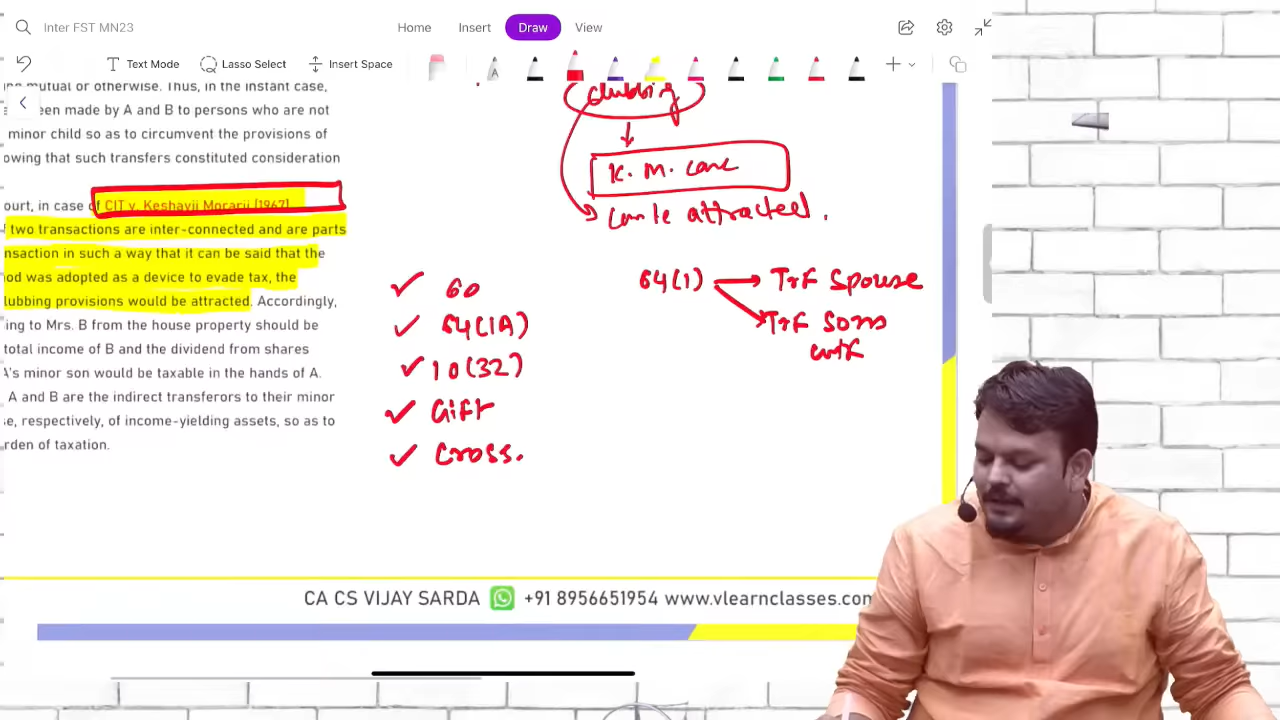 Inter FST MN23
Home
Insert
Draw
View
Text Mode
Lasso Select
Insert Space
A
ng mutual or otherwise. Thus, in the instant case,
een made by A and B to persons who are not
minor child so as to circumvent the provisions of
owing that such transfers constituted consideration
ourt, in case of CIT v. Keshavji Morarji [1967]
two transactions are inter-connected and are parts
nsaction in such a way that it can be said that the
od was adopted as a device to evade tax, the
lubbing provisions would be attracted. Accordingly,
ing to Mrs. B from the house property should be
total income of B and the dividend from shares
A's minor son would be taxable in the hands of A.
A and B are the indirect transferors to their minor
se, respectively, of income-yielding assets, so as to
rden of taxation.
clubbing
K. M. case
can be attracted.
60
64(1A)
10(32)
Gift
Cross.
64(1) Trf Spouse
Trf Sons
wife
CA CS VIJAY SARDA +91 8956651954 www.vlearnclasses.com